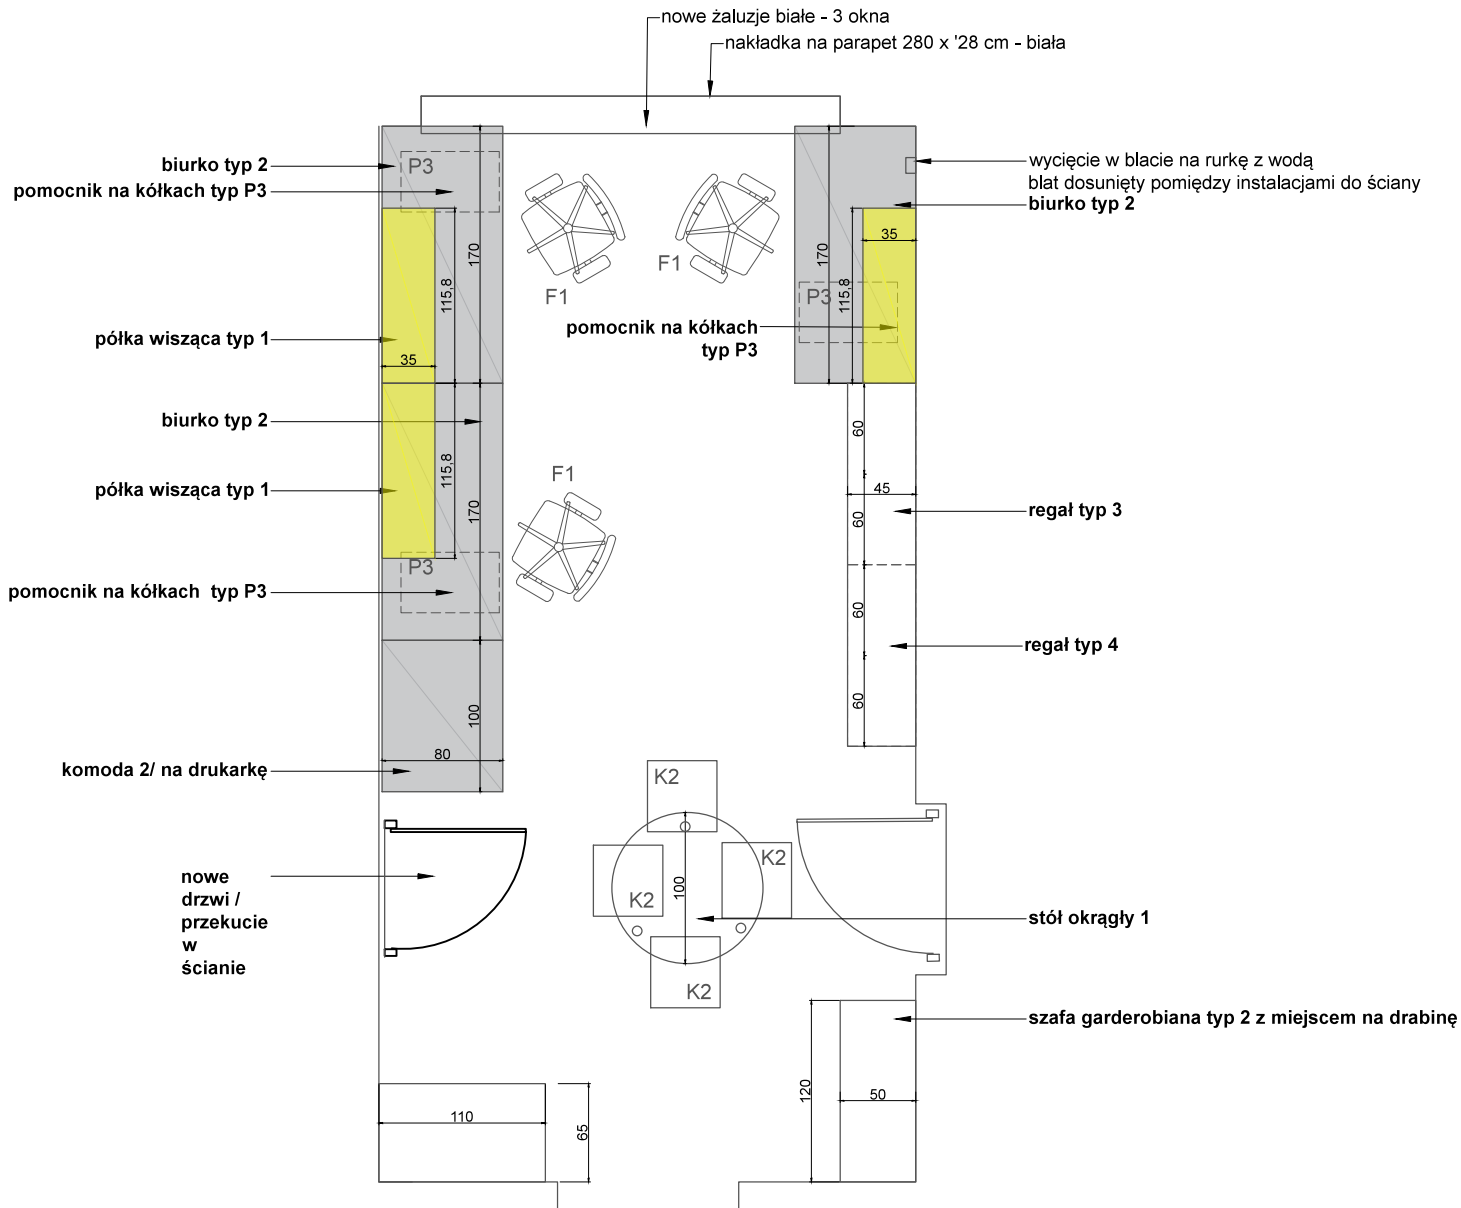 nowe żaluzje białe - 3 okna
nakładka na parapet 280 x '28 cm - biała
biurko typ 2
pomocnik na kółkach typ P3
P3
170
115,8
35
półka wisząca typ 1
biurko typ 2
półka wisząca typ 1
115,8
170
P3
pomocnik na kółkach  typ P3
100
80
komoda 2/ na drukarkę
F1
F1
F1
wycięcie w blacie na rurkę z wodą
blat dosunięty pomiędzy instalacjami do ściany
biurko typ 2
35
170
115,8
P3
pomocnik na kółkach
typ P3
60
45
60
regał typ 3
60
regał typ 4
60
K2
K2
K2
K2
100
stół okrągły 1
nowe
drzwi /
przekucie
w
ścianie
szafa garderobiana typ 2 z miejscem na drabinę
120
50
110
65